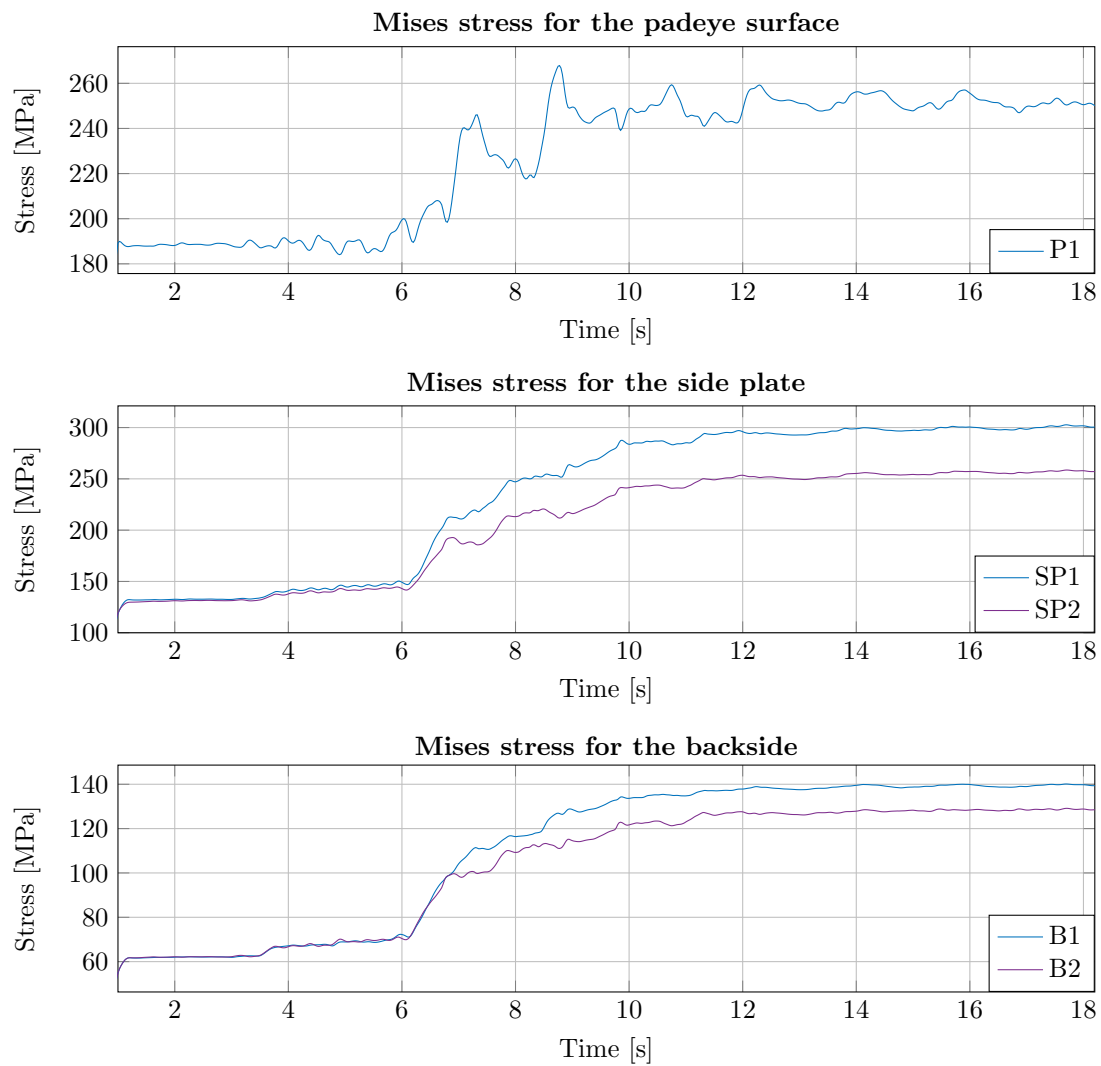 Mises stress for the padeye surface
260
240
220
200
180
Stress [MPa]
P1
2 4 6 8 10 12 14 16 18
Time [s]
Mises stress for the side plate
300
250
200
150
100
Stress [MPa]
SP1
SP2
2 4 6 8 10 12 14 16 18
Time [s]
Mises stress for the backside
140
120
100
80
60
Stress [MPa]
B1
B2
2 4 6 8 10 12 14 16 18
Time [s]